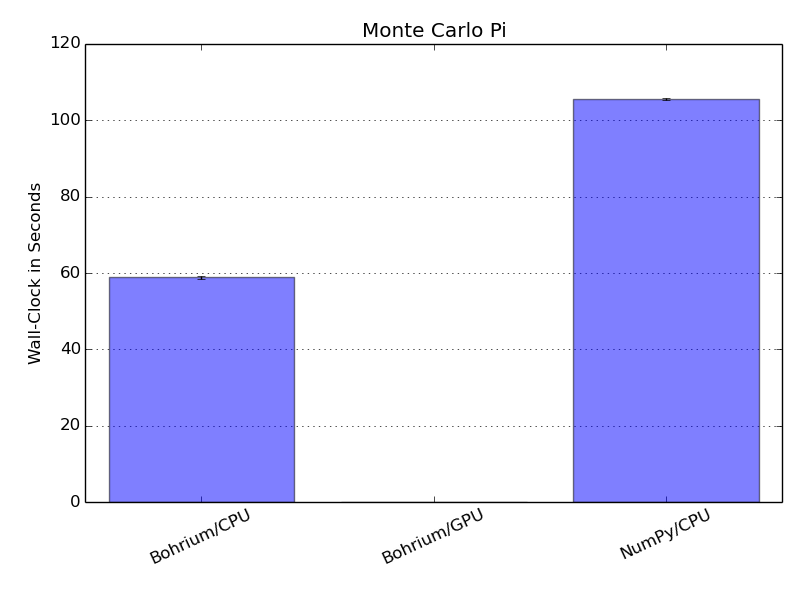 Monte Carlo Pi
120
100
80
60
40
20
0
Wall-Clock in Seconds
Bohrium/CPU
Bohrium/GPU
NumPy/CPU